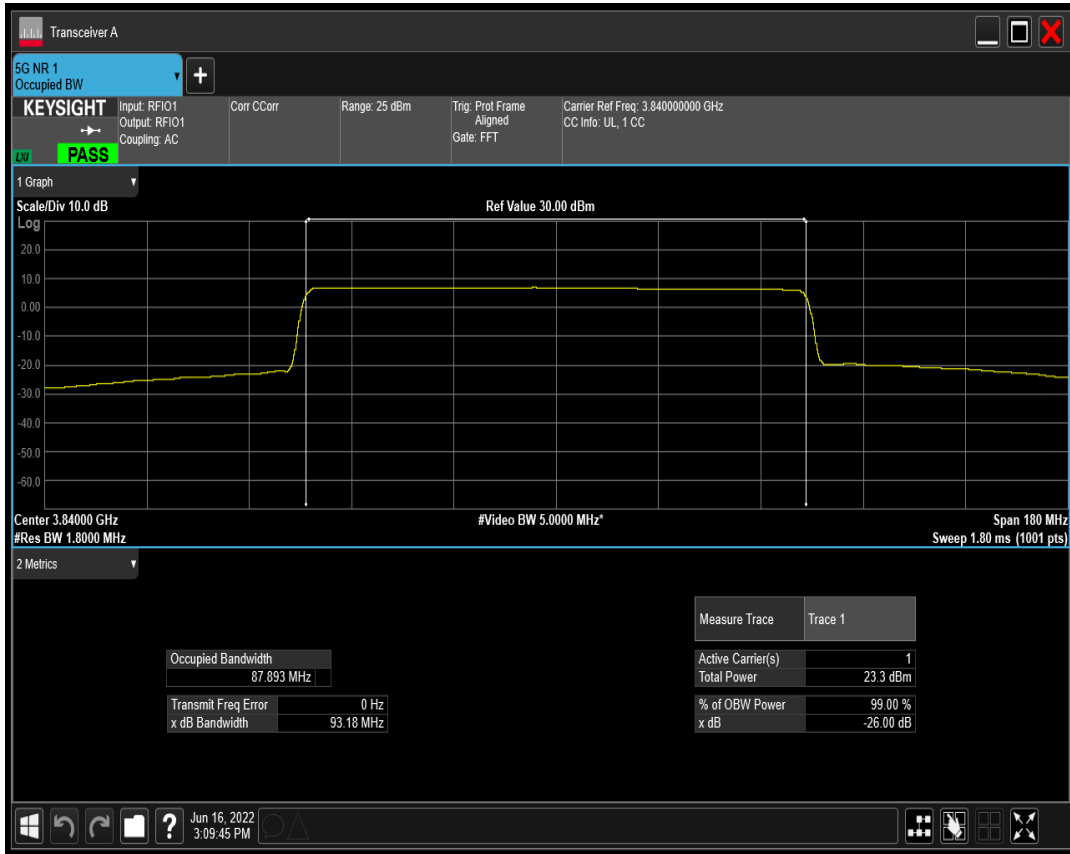 Transceiver A
5G NR 1
Occupied BW
+
KEYSIGHT
LXI
PASS
Input: RFIO1
Output: RFIO1
Coupling: AC
Corr CCorr
Range: 25 dBm
Trig: Prot Frame
Aligned
Gate: FFT
Carrier Ref Freq: 3.840000000 GHz
CC Info: UL, 1 CC
1 Graph
Scale/Div 10.0 dB
Ref Value 30.00 dBm
Log
20.0
10.0
0.00
-10.0
-20.0
-30.0
-40.0
-50.0
-60.0
Center 3.84000 GHz
#Video BW 5.0000 MHz*
Span 180 MHz
#Res BW 1.8000 MHz
Sweep 1.80 ms (1001 pts)
2 Metrics
Measure Trace Trace 1
Occupied Bandwidth
87.893 MHz
Active Carrier(s) 1
Total Power 23.3 dBm
Transmit Freq Error 0 Hz
x dB Bandwidth 93.18 MHz
% of OBW Power 99.00 %
x dB -26.00 dB
?
Jun 16, 2022
3:09:45 PM